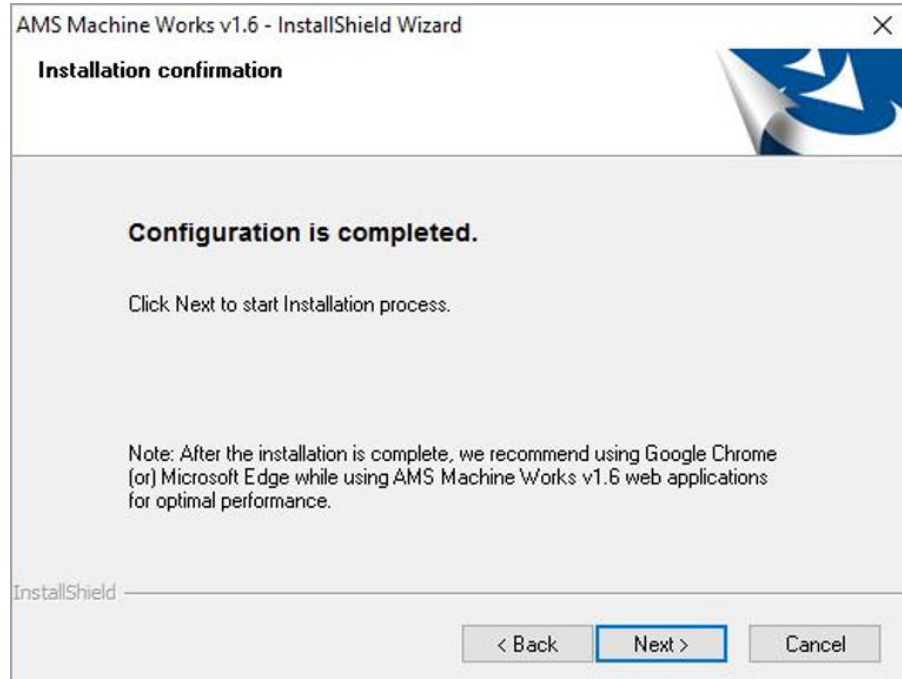 AMS Machine Works v1.6 - InstallShield Wizard
Installation confirmation
Configuration is completed.
Click Next to start Installation process.
Note: After the installation is complete, we recommend using Google Chrome
(or) Microsoft Edge while using AMS Machine Works v1.6 web applications
for optimal performance.
InstallShield
< Back Next > Cancel